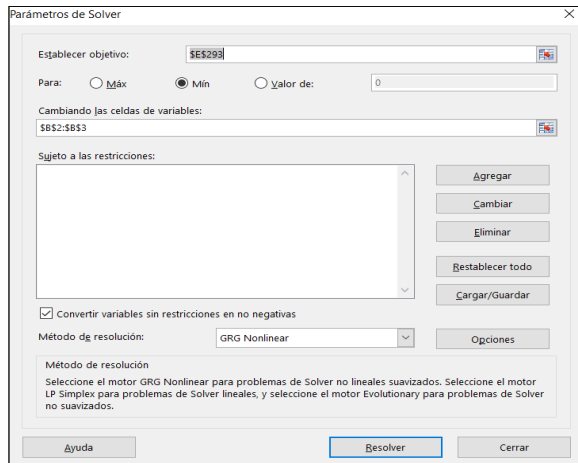 Parámetros de Solver
Establecer objetivo: $E$293
Para: Máx Mín Valor de: 0
Cambiando las celdas de variables:
$B$2:$B$3
Sujeto a las restricciones:
Agregar
Cambiar
Eliminar
Restablecer todo
Cargar/Guardar
Convertir variables sin restricciones en no negativas
Método de resolución: GRG Nonlinear Opciones
Método de resolución
Seleccione el motor GRG Nonlinear para problemas de Solver no lineales suavizados. Seleccione el motor
LP Simplex para problemas de Solver lineales, y seleccione el motor Evolutionary para problemas de Solver
no suavizados.
Ayuda Resolver Cerrar